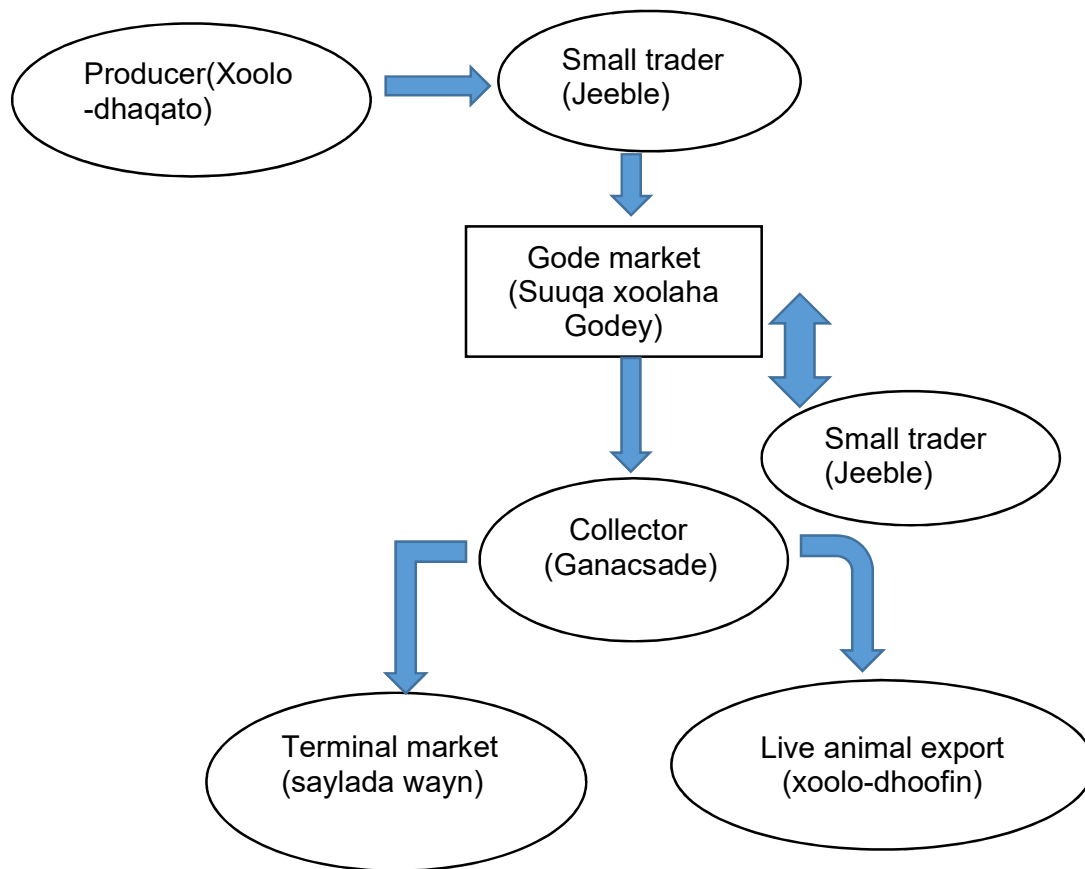 Producer(Xoolo
-dhaqato)
Small trader
(Jeeble)
Gode market
(Suuqa xoolaha
Godey)
Small trader
(Jeeble)
Collector
(Ganacsade)
Terminal market
(saylada wayn)
Live animal export
(xoolo-dhoofin)